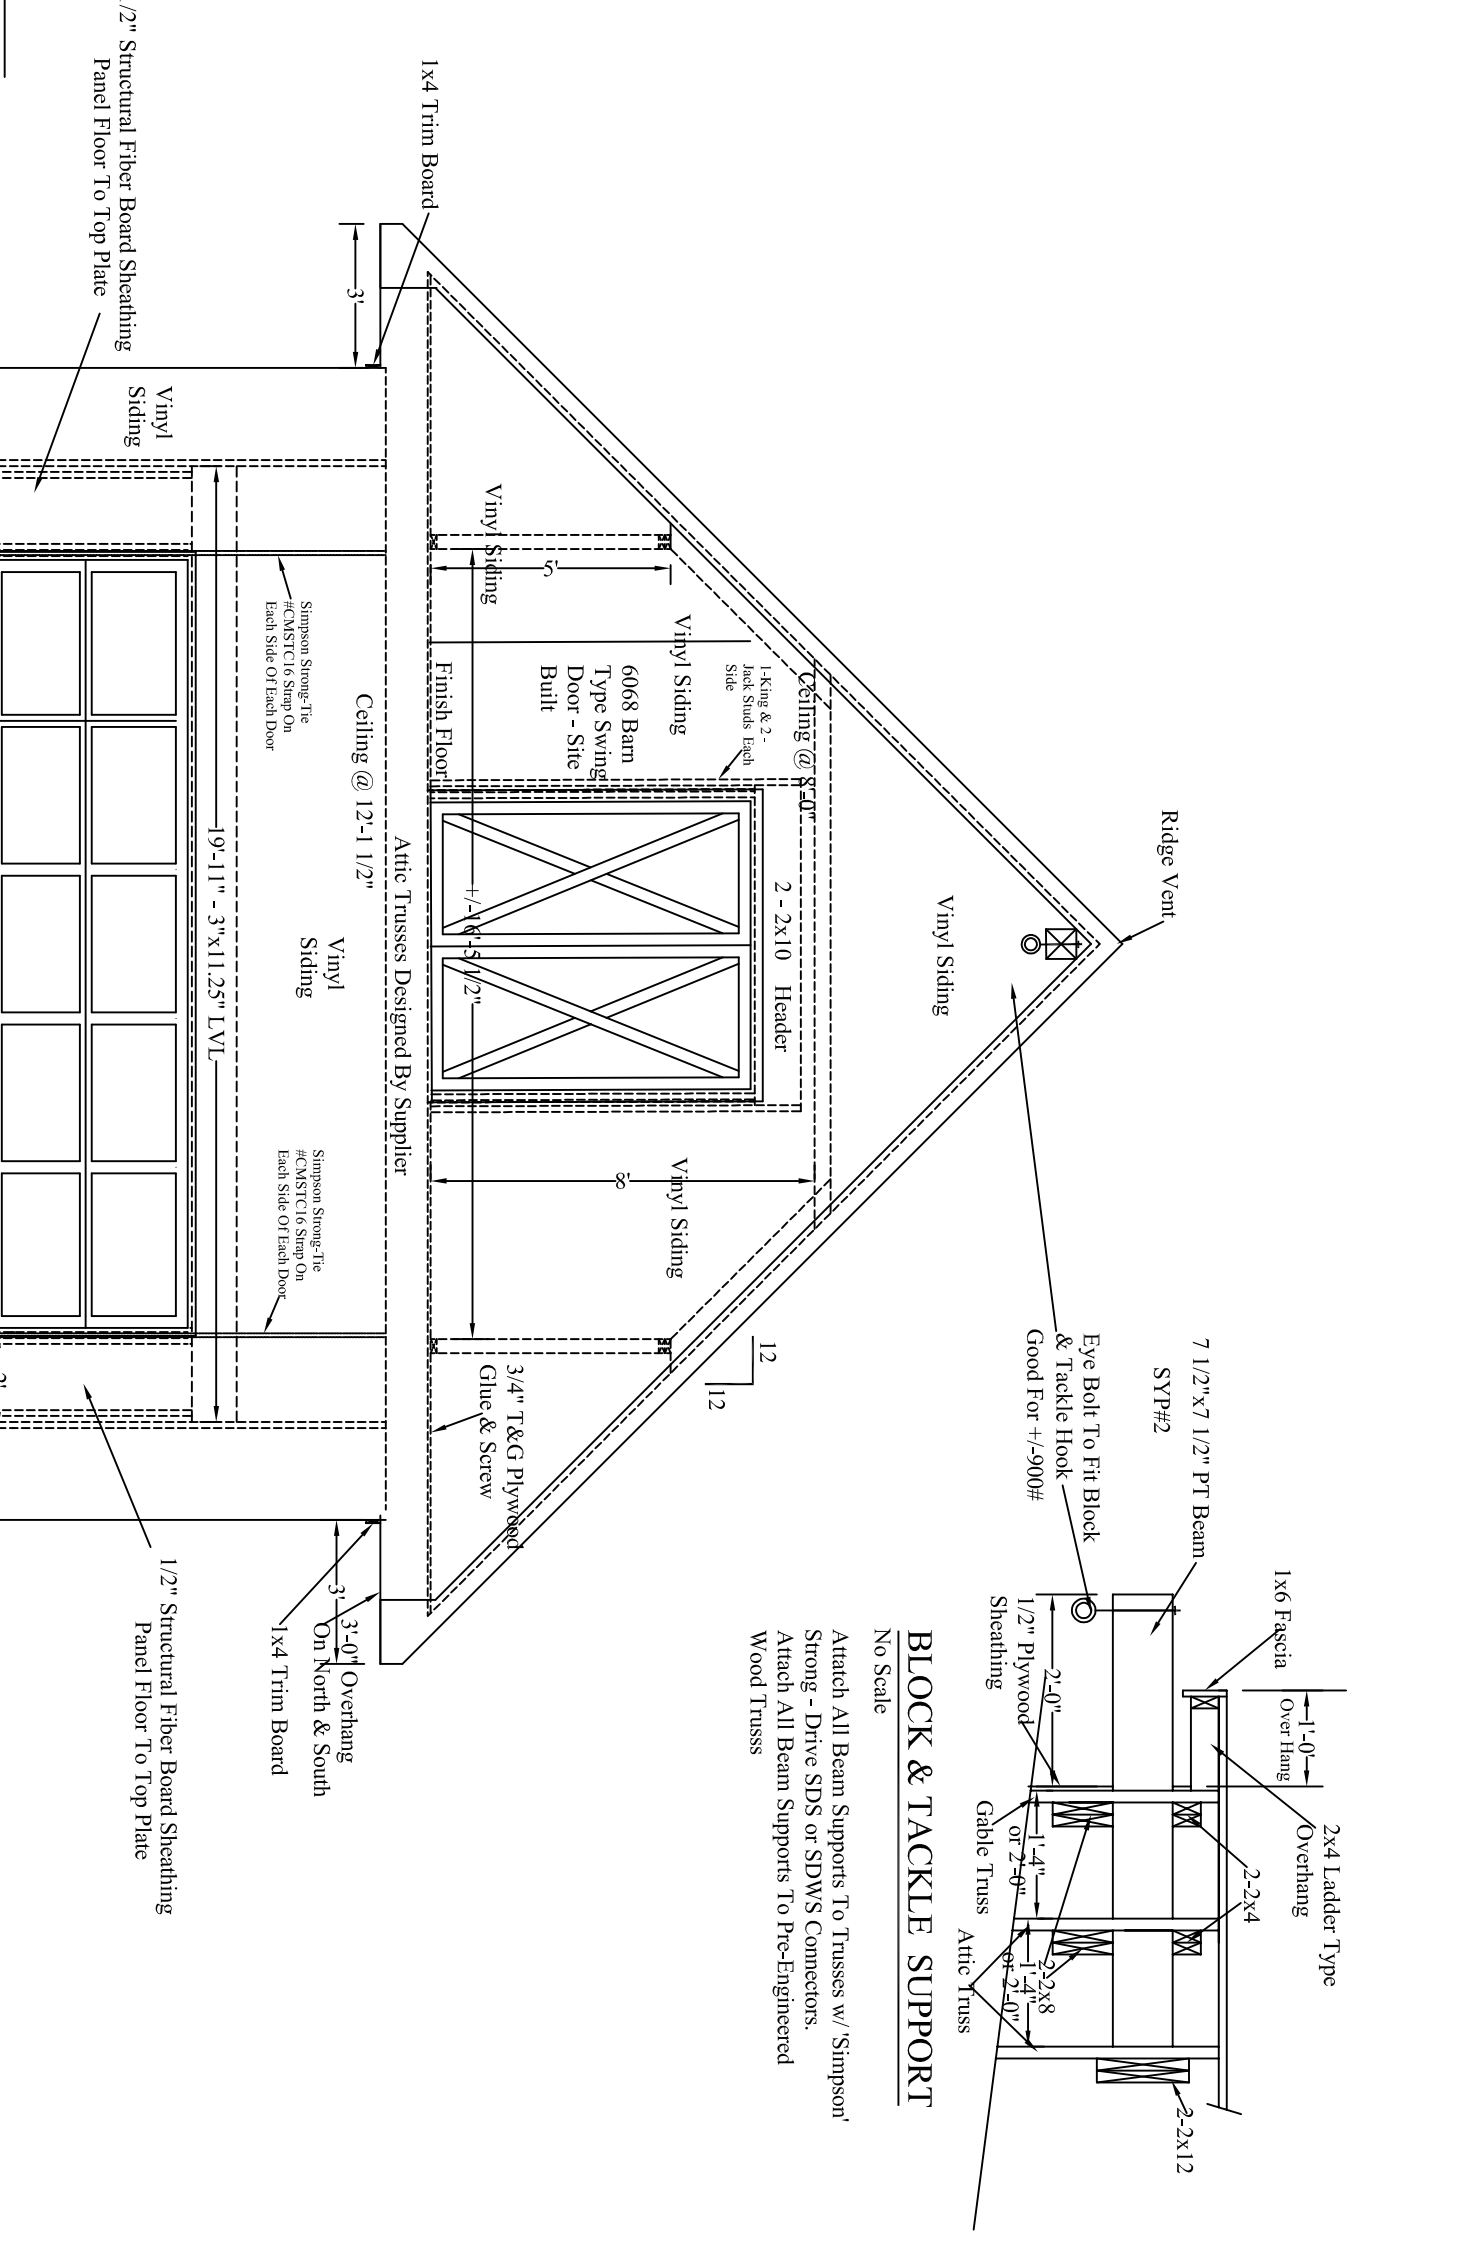 Ridge Vent
Vinyl Siding
7 1/2"x7 1/2" PT Beam
SYP#2
Eye Bolt To Fit Block
& Tackle Hook
Good For +/-900#
1x6 Fascia
1'-0'
Over Hang
2x4 Ladder Type
Overhang
2-2x4
2'-0"
1/2" Plywood
Sheathing
Gable Truss
1'-4"
or 2'-0"
2-2x8
1'-4"
or 2'-0"
Attic Truss
2-2x12
BLOCK & TACKLE SUPPORT
No Scale
Attatch All Beam Supports To Trusses w/ 'Simpson'
Strong - Drive SDS or SDWS Connectors.
Attach All Beam Supports To Pre-Engineered
Wood Trusss
Ceiling @ 8'-0"
2 - 2x10 Header
1-King & 2 -
Jack Studs Each
Side
12
12
Vinyl Siding
Vinyl Siding
6068 Barn
Type Swing
Door - Site
Built
8'
5'
Vinyl Siding
+/-16'-5 1/2"
3/4" T&G Plywood
Glue & Screw
Finish Floor
1x4 Trim Board
Attic Trusses Designed By Supplier
3'
Ceiling @ 12'-1 1/2"
3'
3'-0" Overhang
On North & South
1x4 Trim Board
Vinyl
Siding
Simpson Strong-Tie
#CMSTC16 Strap On
Each Side Of Each Door
Simpson Strong-Tie
#CMSTC16 Strap On
Each Side Of Each Door
19'-11" - 3"x11.25" LVL
Vinyl
Siding
/2" Structural Fiber Board Sheathing
Panel Floor To Top Plate
1/2" Structural Fiber Board Sheathing
Panel Floor To Top Plate